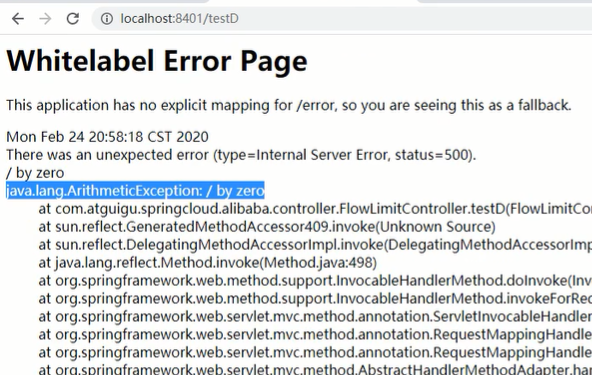 localhost:8401/testD
Whitelabel Error Page
This application has no explicit mapping for /error, so you are seeing this as a fallback.
Mon Feb 24 20:58:18 CST 2020
There was an unexpected error (type=Internal Server Error, status=500).
/ by zero
java.lang.ArithmeticException: / by zero
at com.atguigu.springcloud.alibaba.controller.FlowLimitController.testD(FlowLimitCo
at sun.reflect.GeneratedMethodAccessor409.invoke(Unknown Source)
at sun.reflect.DelegatingMethodAccessorImpl.invoke(DelegatingMethodAccessorImp
at java.lang.reflect.Method.invoke(Method.java:498)
at org.springframework.web.method.support.InvocableHandlerMethod.doInvoke(Inv
at org.springframework.web.method.support.InvocableHandlerMethod.invokeForReq
at org.springframework.web.servlet.mvc.method.annotation.ServletInvocableHandler
at org.springframework.web.servlet.mvc.method.annotation.RequestMappingHandle
at org.springframework.web.servlet.mvc.method.annotation.RequestMappingHandle
at org.springframework.web.servlet.mvc.method.AbstractHandlerMethodAdapter.han